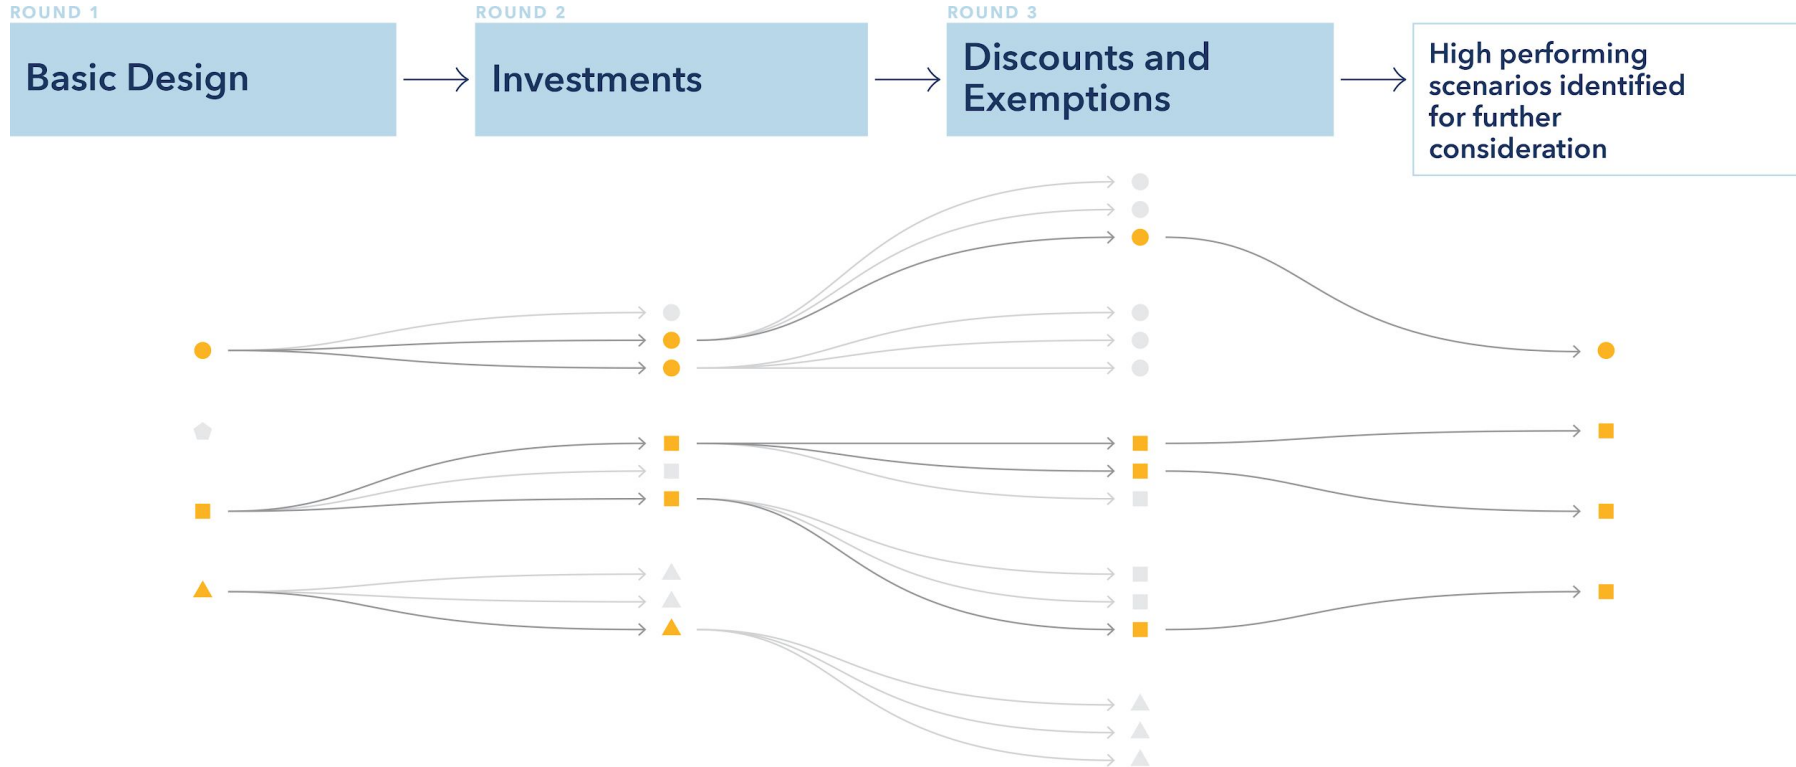 ROUND 1
Basic Design
ROUND 2
Investments
ROUND 3
Discounts and
Exemptions
High performing
scenarios identified
for further
consideration